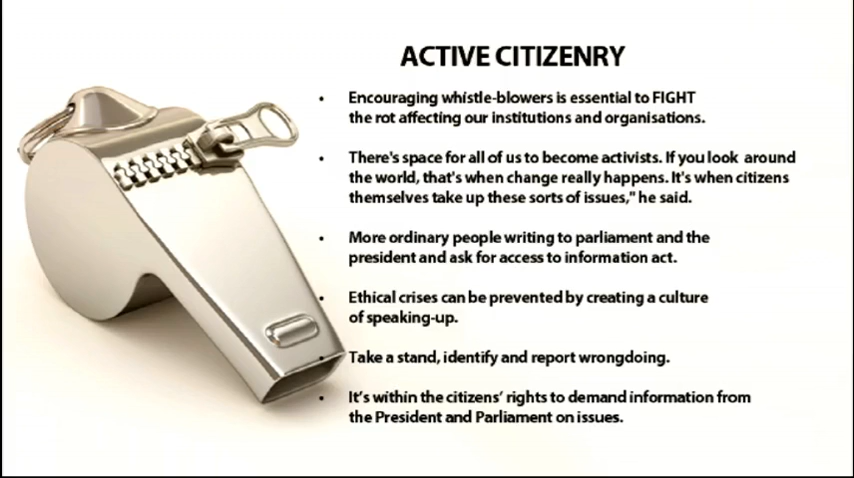 ACTIVE CITIZENRY
• Encouraging whistle-blowers is essential to FIGHT
the rot affecting our institutions and organisations.
• There's space for all of us to become activists. If you look around
the world, that's when change really happens. It's when citizens
themselves take up these sorts of issues," he said.
• More ordinary people writing to parliament and the
president and ask for access to information act.
• Ethical crises can be prevented by creating a culture
of speaking-up.
• Take a stand, identify and report wrongdoing.
• It's within the citizens' rights to demand information from
the President and Parliament on issues.